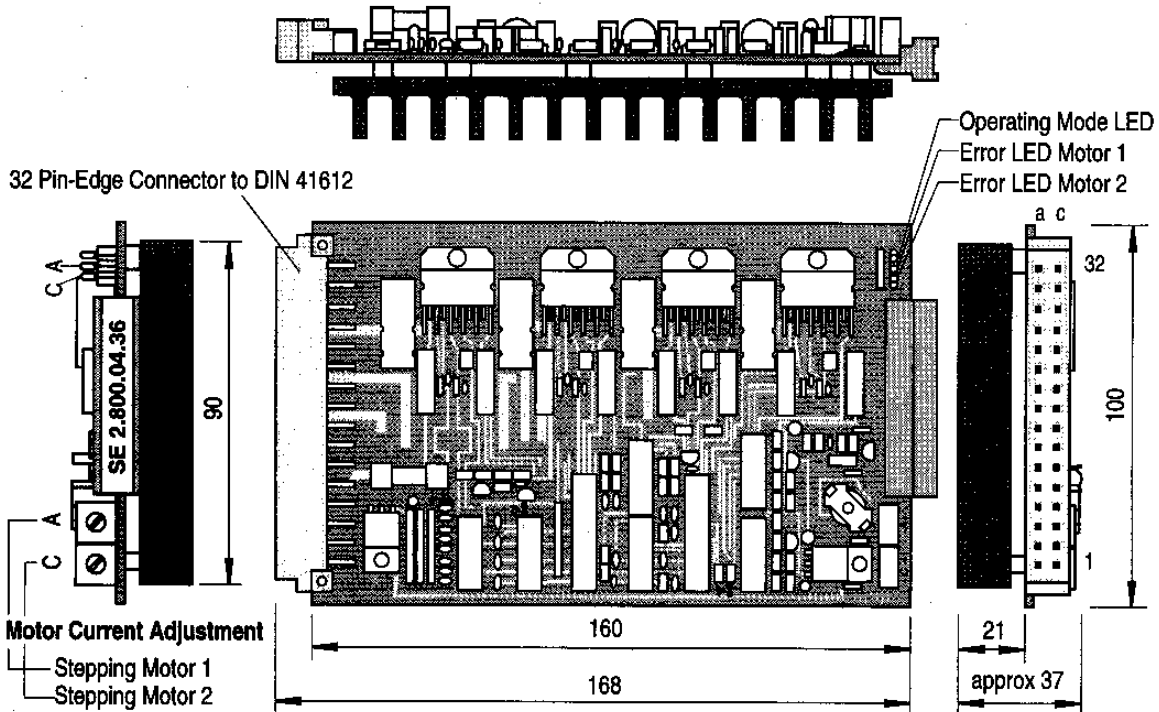 Operating Mode LED
Error LED Motor 1
Error LED Motor 2
32 Pin-Edge Connector to DIN 41612
a c
A
C
32
SE 2.800.04.36
90
100
A
C
1
Motor Current Adjustment
Stepping Motor 1
Stepping Motor 2
160
168
21
approx 37